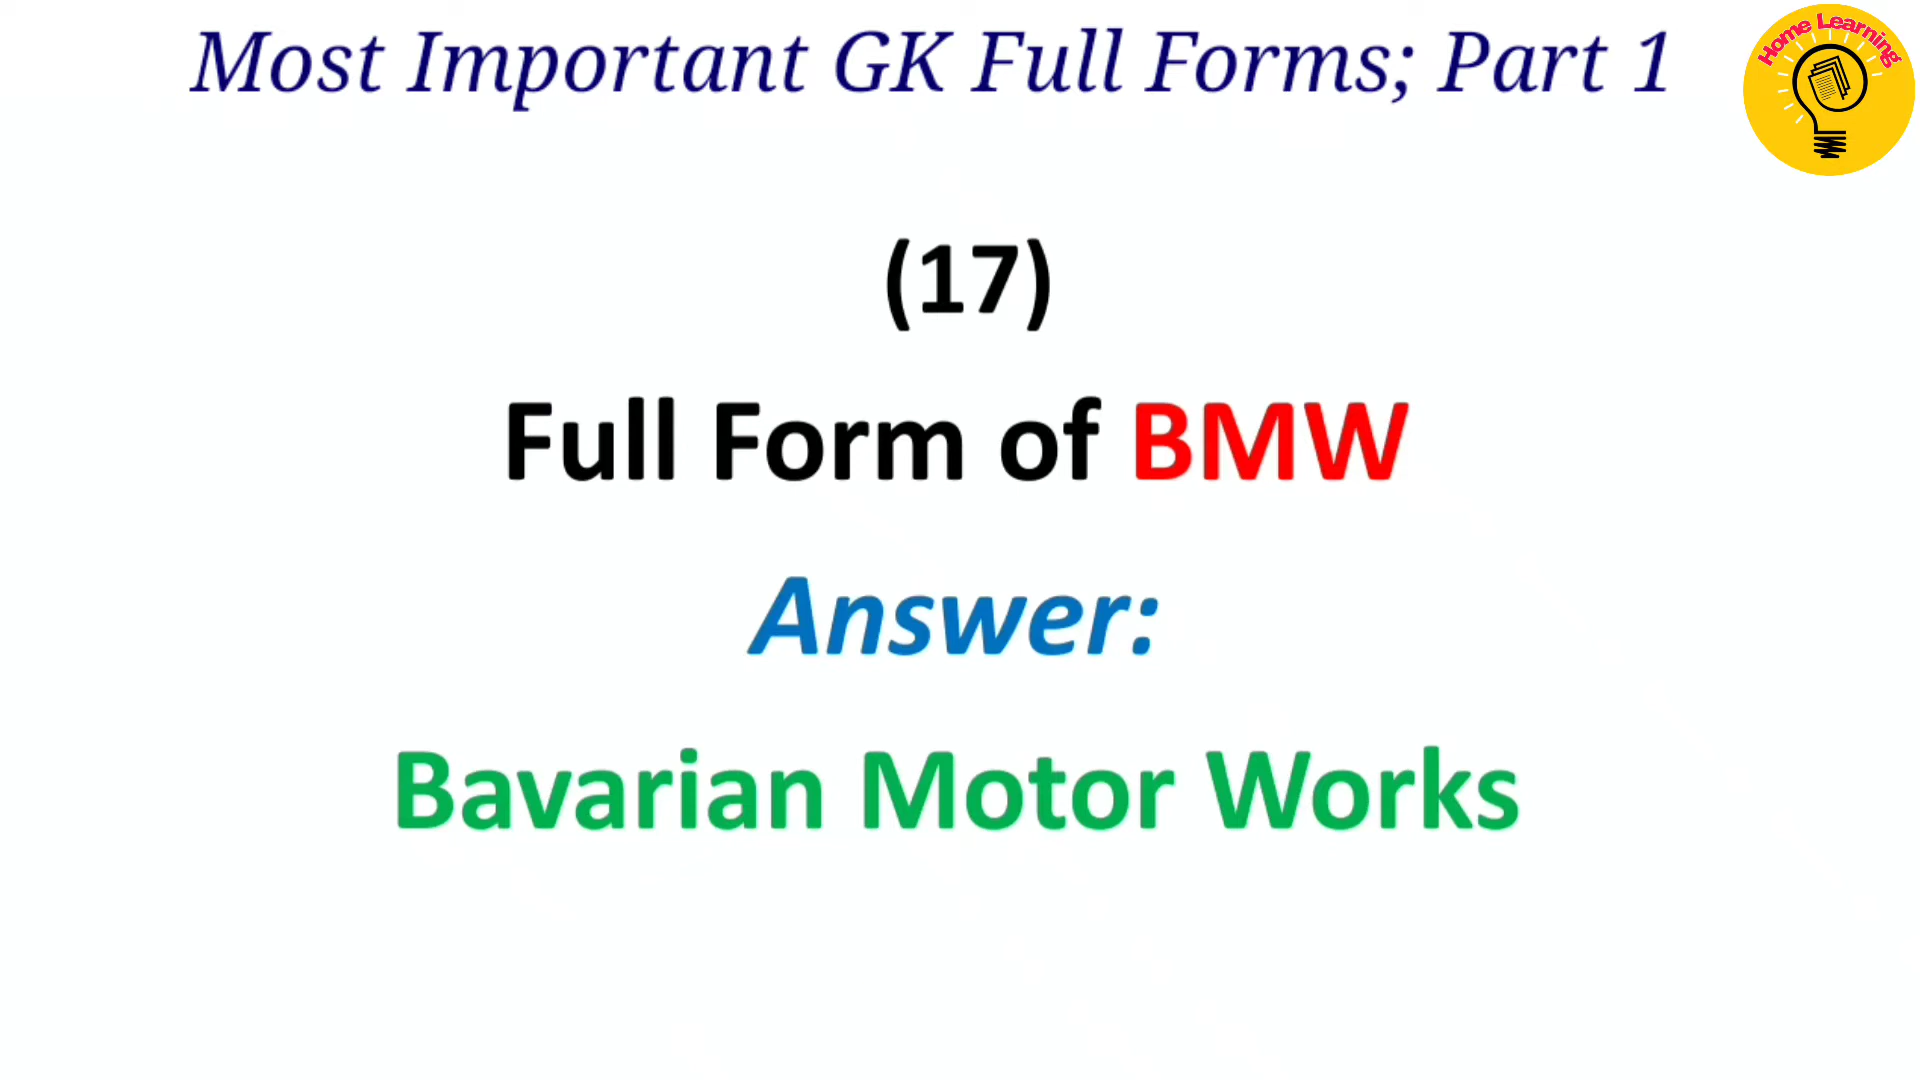 Most Important GK Full Forms; Part 1
Home Learning
(17)
Full Form of BMW
Answer:
Bavarian Motor Works